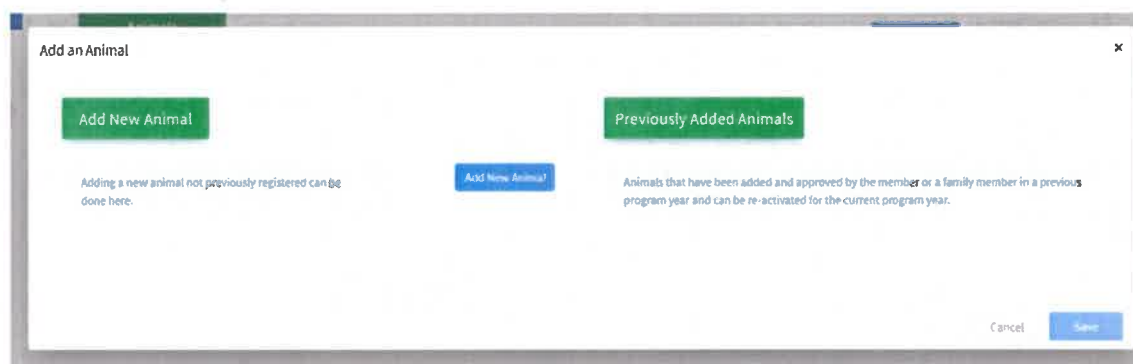 Animals
Add an Animal
×
Add New Animal
Adding a new animal not previously registered can be
done here.
Add New Animal
Previously Added Animals
Animals that have been added and approved by the member or a family member in a previous
program year and can be re-activated for the current program year.
Cancel
Save